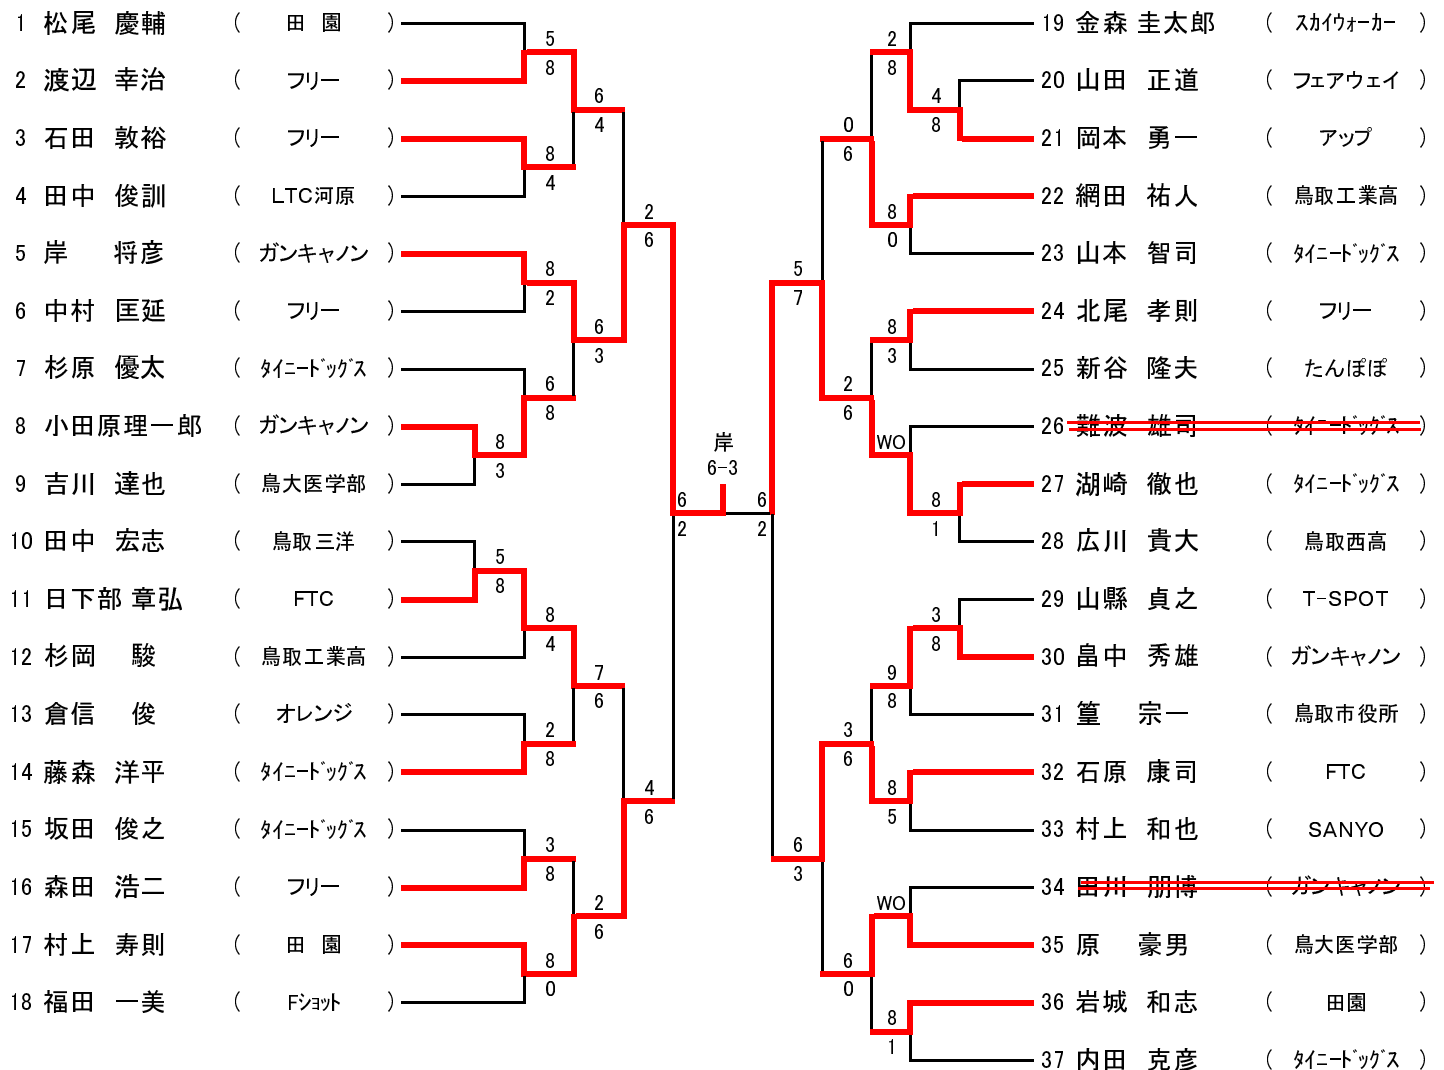 1 松尾 慶輔 ( 田 園 )
2 渡辺 幸治 ( フリー )
3 石田 敦裕 ( フリー )
4 田中 俊訓 ( LTC河原 )
5 岸 将彦 ( ガンキャノン )
6 中村 匡延 ( フリー )
7 杉原 優太 ( ﾀｲﾆｰﾄﾞｯｸﾞｽ )
8 小田原理一郎 ( ガンキャノン )
9 吉川 達也 ( 鳥大医学部 )
10 田中 宏志 ( 鳥取三洋 )
11 日下部 章弘 ( FTC )
12 杉岡 駿 ( 鳥取工業高 )
13 倉信 俊 ( オレンジ )
14 藤森 洋平 ( ﾀｲﾆｰﾄﾞｯｸﾞｽ )
15 坂田 俊之 ( ﾀｲﾆｰﾄﾞｯｸﾞｽ )
16 森田 浩二 ( フリー )
17 村上 寿則 ( 田 園 )
18 福田 一美 ( Fｼｮｯﾄ )
5
8
8
4
8
2
6
8
8
3
5
8
8
4
2
8
3
8
8
0
6
4
6
3
7
6
2
6
2
6
4
6
6
2
岸
6-3
6
2
5
7
6
3
0
6
2
6
3
6
6
0
2
8
4
8
8
0
8
3
WO
8
1
3
8
9
8
8
5
WO
8
1
19 金森 圭太郎 ( ｽｶｲｳｫｰｶｰ )
20 山田 正道 ( フェアウェイ )
21 岡本 勇一 ( アップ )
22 網田 祐人 ( 鳥取工業高 )
23 山本 智司 ( ﾀｲﾆｰﾄﾞｯｸﾞｽ )
24 北尾 孝則 ( フリー )
25 新谷 隆夫 ( たんぽぽ )
26 難波 雄司 ( ﾀｲﾆｰﾄﾞｯｸﾞｽ )
27 湖崎 徹也 ( ﾀｲﾆｰﾄﾞｯｸﾞｽ )
28 広川 貴大 ( 鳥取西高 )
29 山縣 貞之 ( T-SPOT )
30 畠中 秀雄 ( ガンキャノン )
31 篁 宗一 ( 鳥取市役所 )
32 石原 康司 ( FTC )
33 村上 和也 ( SANYO )
34 田川 朋博 ( ガンキャノン )
35 原 豪男 ( 鳥大医学部 )
36 岩城 和志 ( 田園 )
37 内田 克彦 ( ﾀｲﾆｰﾄﾞｯｸﾞｽ )